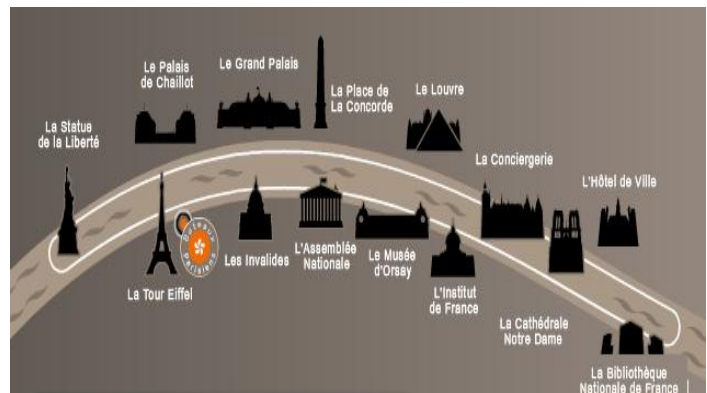 La Statue
de la Liberté
Le Palais
de Chaillot
Le Grand Palais
La Place de
La Concorde
Le Louvre
La Conciergerie
L'Hôtel de Ville
La Tour Eiffel
Bateaux
Parisiens
Les Invalides
L'Assemblée
Nationale
Le Musée
d'Orsay
L'Institut
de France
La Cathédrale
Notre Dame
La Bibliothèque
Nationale de France